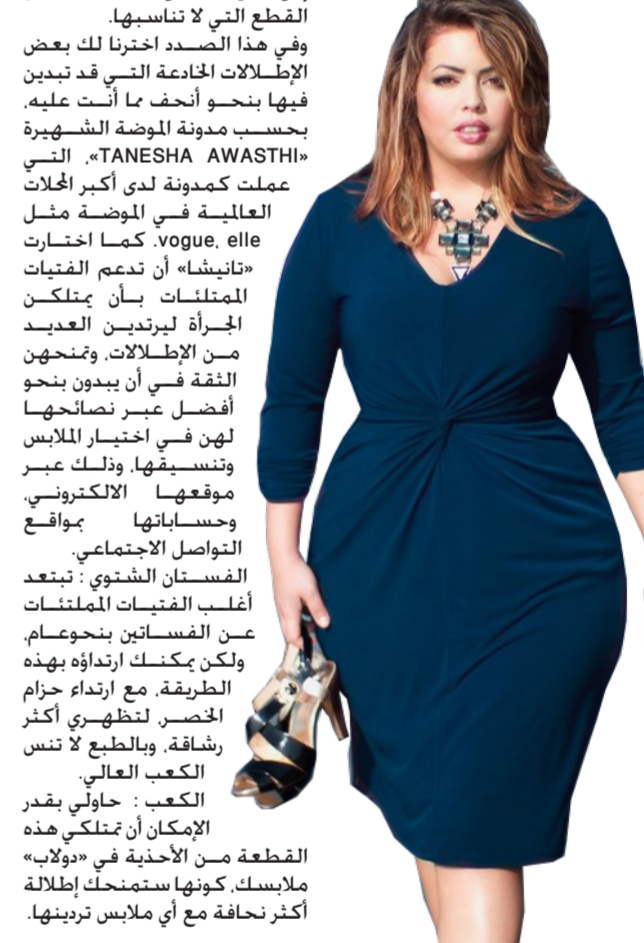 القطع التي لا تناسبها.
وفي هذا الصدد اخترنا لك بعض
الإطلالات الخادعة التي قد تبدين
فيها بنحو أنحف مما أنت عليه،
بحسب مدونة الموضة الشهيرة
«TANESHA AWASTHI»، التي
عملت كمدونة لدى أكبر المحلات
العالمية في الموضة مثل
vogue, elle. كما اختارت
«تانيشا» أن تدعم الفتيات
الممتلئات بأن يمتلكن
الجرأة ليرتدين العديد
من الإطلالات، وتمنحهن
الثقة في أن يبدون بنحو
أفضل عبر نصائحها
لهن في اختيار الملابس
وتنسيقها، وذلك عبر
موقعها الالكتروني،
وحساباتها بمواقع
التواصل الاجتماعي.
الفستان الشتوي : تبتعد
أغلب الفتيات الملتئات
عن الفساتين بنحوعام،
ولكن يمكنك ارتداؤه بهذه
الطريقة، مع ارتداء حزام
الخصر، لتظهري أكثر
رشاقة، وبالطبع لا تنس
الكعب العالي.
الكعب : حاولي بقدر
الإمكان أن تمتلكي هذه
القطعة من الأحذية في «دولاب»
ملابسك، كونها ستمنحك إطلالة
أكثر نحافة مع أي ملابس تردينها.